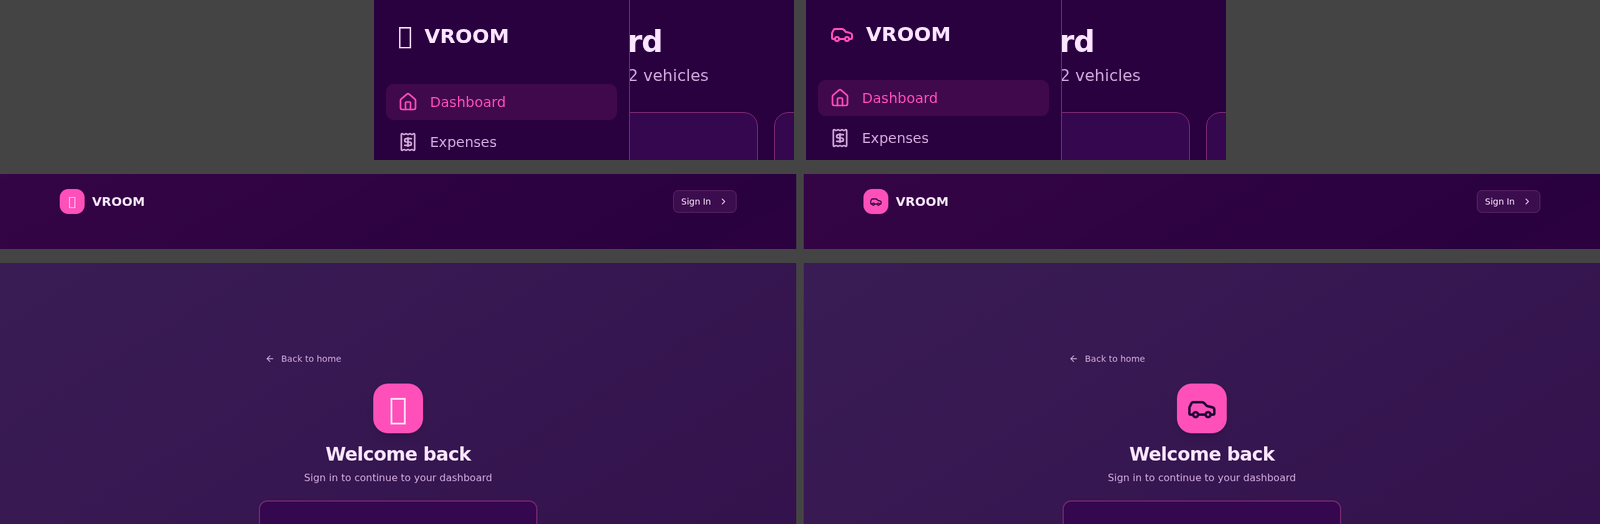 VROOM
rd
2 vehicles
Dashboard
Expenses
VROOM
rd
2 vehicles
Dashboard
Expenses
VROOM
Sign In
VROOM
Sign In
Back to home
Welcome back
Sign in to continue to your dashboard
Back to home
Welcome back
Sign in to continue to your dashboard